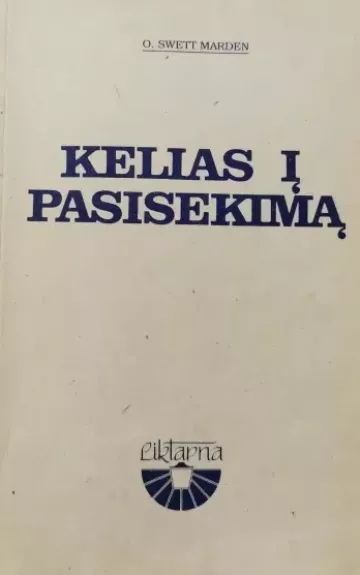 O. SWETT MARDEN
KELIAS Į
PASISEKIMĄ
Liktarna